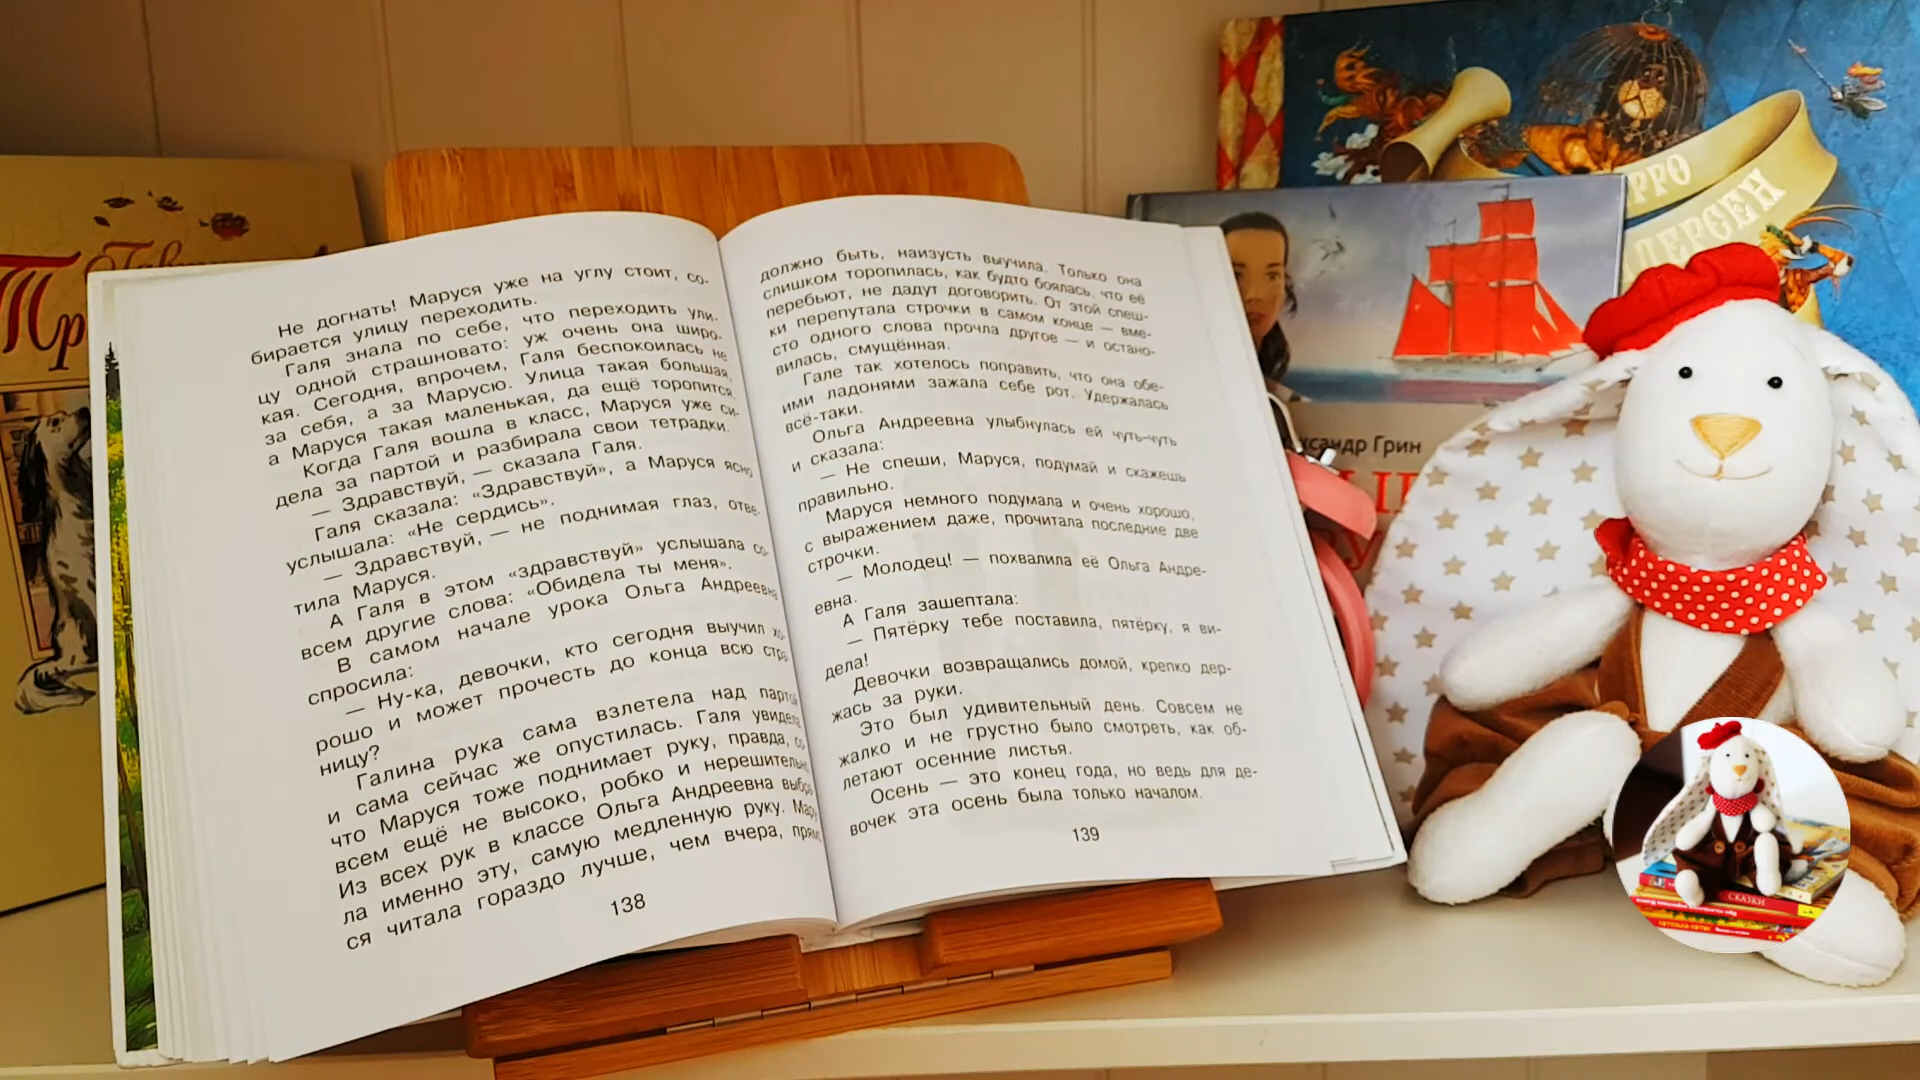 Не догнать! Маруся уже на углу стоит, со-
бирается улицу переходить.
Галя знала по себе, что переходить ули-
цу одной страшновато: уж очень она широ-
кая. Сегодня, впрочем, Галя беспокоилась не
за себя, а за Марусю. Улица такая большая,
а Маруся такая маленькая, да ещё торопится.
Когда Галя вошла в класс, Маруся уже си-
дела за партой и разбирала свои тетрадки.
— Здравствуй, — сказала Галя.
Галя сказала: «Здравствуй», а Маруся ясно
услышала: «Не сердись».
— Здравствуй, — не поднимая глаз, отве-
тила Маруся.
А Галя в этом «здравствуй» услышала со-
всем другие слова: «Обидела ты меня».
В самом начале урока Ольга Андреевна
спросила:
— Ну-ка, девочки, кто сегодня выучил хо-
рошо и может прочесть до конца всю стра-
ницу?
Галина рука сама взлетела над партой
и сама сейчас же опустилась. Галя увидела,
что Маруся тоже поднимает руку, правда, со-
всем ещё не высоко, робко и нерешительно.
Из всех рук в классе Ольга Андреевна выбра-
ла именно эту, самую медленную руку. Мару-
ся читала гораздо лучше, чем вчера, прямо
138
должно быть, наизусть выучила. Только она
слишком торопилась, как будто боялась, что её
перебьют, не дадут договорить. От этой спеш-
ки перепутала строчки в самом конце — вме-
сто одного слова прочла другое — и остано-
вилась, смущённая.
Гале так хотелось поправить, что она обе-
ими ладонями зажала себе рот. Удержалась
всё-таки.
Ольга Андреевна улыбнулась ей чуть-чуть
и сказала:
— Не спеши, Маруся, подумай и скажешь
правильно.
Маруся немного подумала и очень хорошо,
с выражением даже, прочитала последние две
строчки.
— Молодец! — похвалила её Ольга Андре-
евна.
А Галя зашептала:
— Пятёрку тебе поставила, пятёрку, я ви-
дела!
Девочки возвращались домой, крепко дер-
жась за руки.
Это был удивительный день. Совсем не
жалко и не грустно было смотреть, как об-
летают осенние листья.
Осень — это конец года, но ведь для де-
вочек эта осень была только началом.
139
ксандр Грин
СКАЗКИ